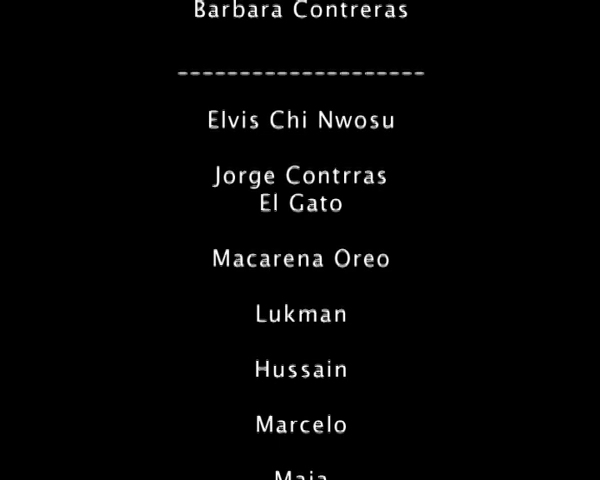 Barbara Contreras
--------------------
Elvis Chi Nwosu
Jorge Contrras
El Gato
Macarena Oreo
Lukman
Hussain
Marcelo